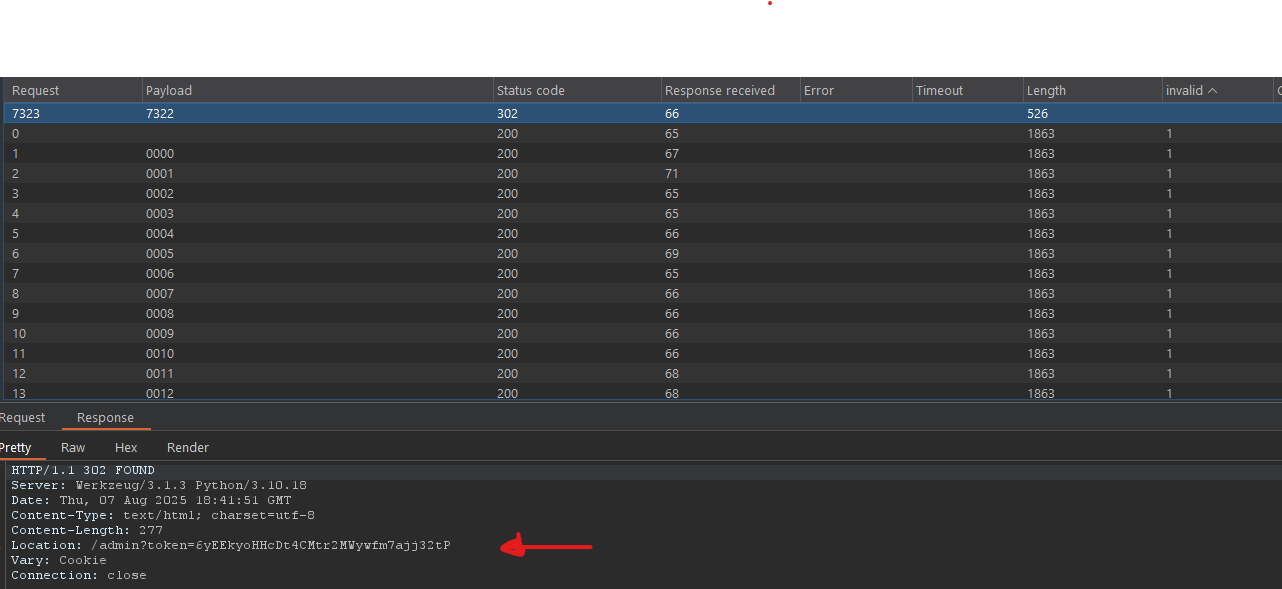 Request Payload Status code Response received Error Timeout Length invalid
7323 7322 302 66 526
0 200 65 1863 1
1 0000 200 67 1863 1
2 0001 200 71 1863 1
3 0002 200 65 1863 1
4 0003 200 65 1863 1
5 0004 200 66 1863 1
6 0005 200 69 1863 1
7 0006 200 65 1863 1
8 0007 200 66 1863 1
9 0008 200 66 1863 1
10 0009 200 66 1863 1
11 0010 200 66 1863 1
12 0011 200 68 1863 1
13 0012 200 68 1863 1
Request Response
Pretty Raw Hex Render
HTTP/1.1 302 FOUND
Server: Werkzeug/3.1.3 Python/3.10.18
Date: Thu, 07 Aug 2025 18:41:51 GMT
Content-Type: text/html; charset=utf-8
Content-Length: 277
Location: /admin?token=6yEEkyoHHcDt4CMtr2MWywfm7ajj32tP
Vary: Cookie
Connection: close